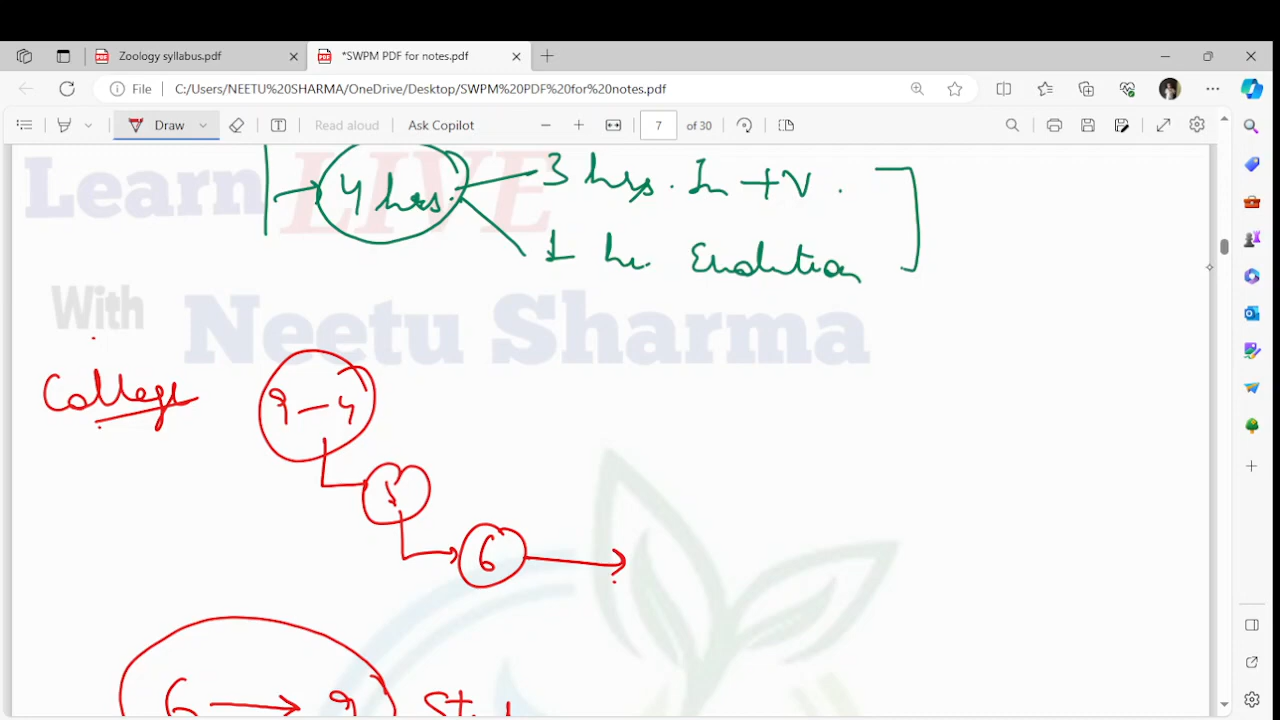 Zoology syllabus.pdf
*SWPM PDF for notes.pdf
File
C:/Users/NEETU%20SHARMA/OneDrive/Desktop/SWPM%20PDF%20for%20notes.pdf
Draw
Read aloud
Ask Copilot
7 of 30
Learn LIVE
With Neetu Sharma
4 hrs.
3 hrs. In + V.
1 hr. Evolution
College
9 - 4
5
6
6 → 9